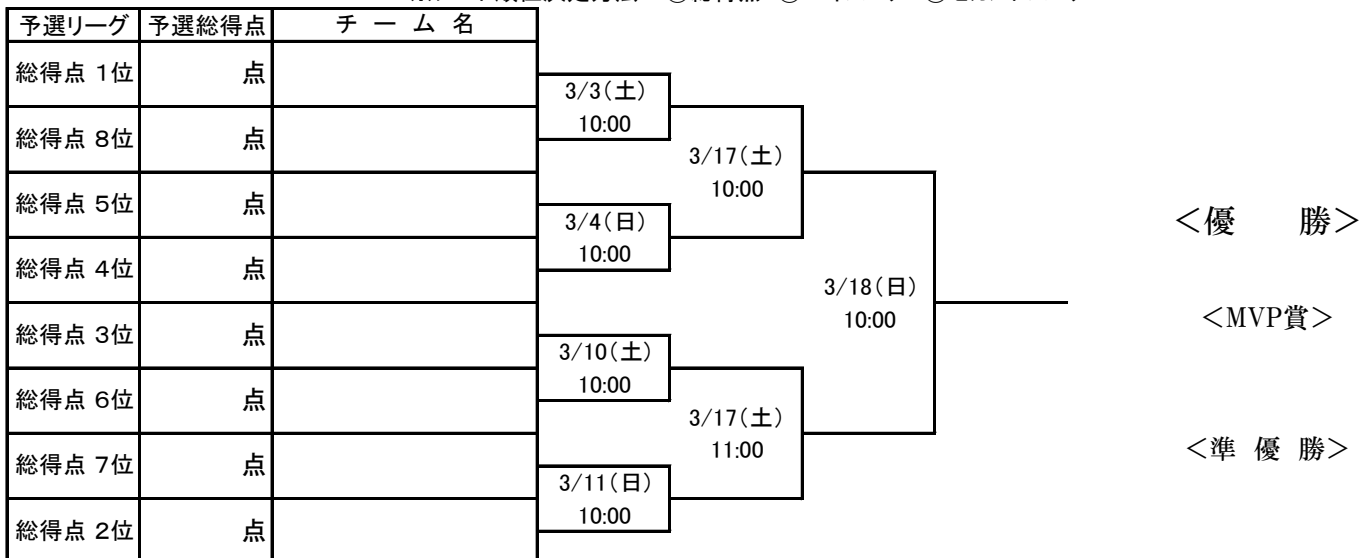 予選リーグ 予選総得点 チ ー ム 名
総得点 1位 点
総得点 8位 点
総得点 5位 点
総得点 4位 点
総得点 3位 点
総得点 6位 点
総得点 7位 点
総得点 2位 点
3/3(土)
10:00
3/4(日)
10:00
3/10(土)
10:00
3/11(日)
10:00
3/17(土)
10:00
3/17(土)
11:00
3/18(日)
10:00
<優 勝>
<MVP賞>
<準 優 勝>